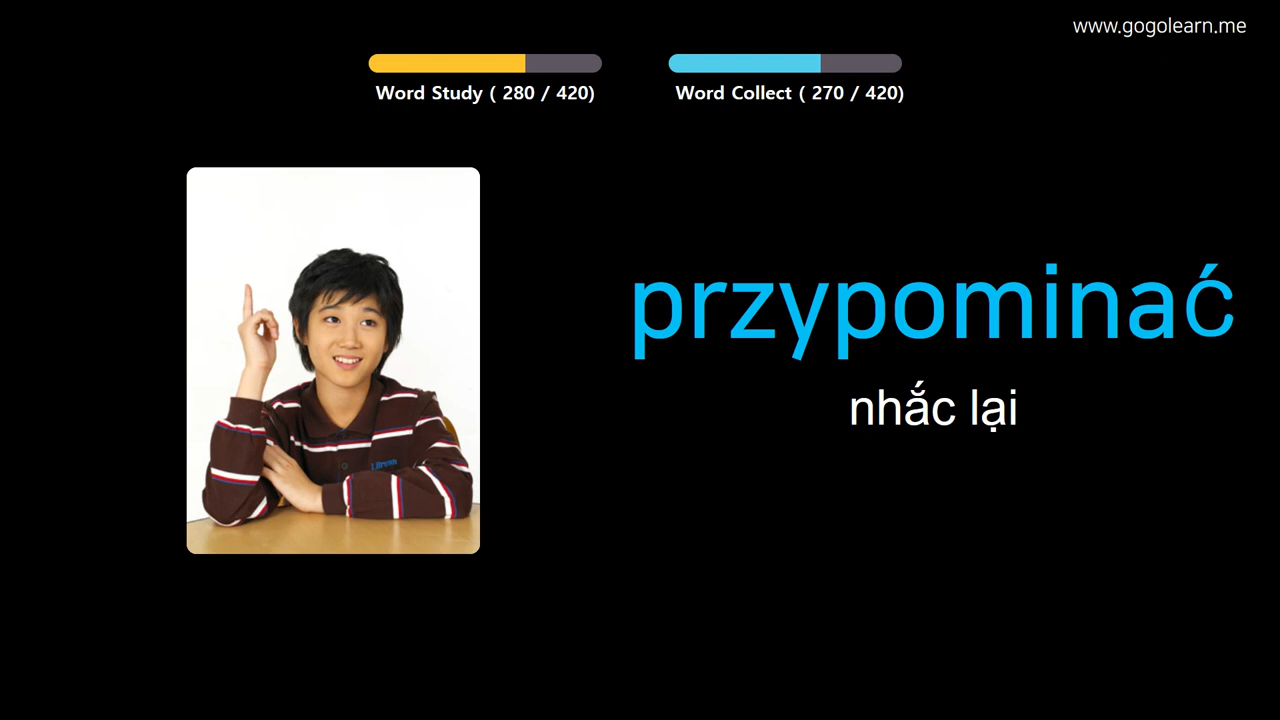 www.gogolearn.me
Word Study ( 280 / 420)
Word Collect ( 270 / 420)
przypominać
nhắc lại